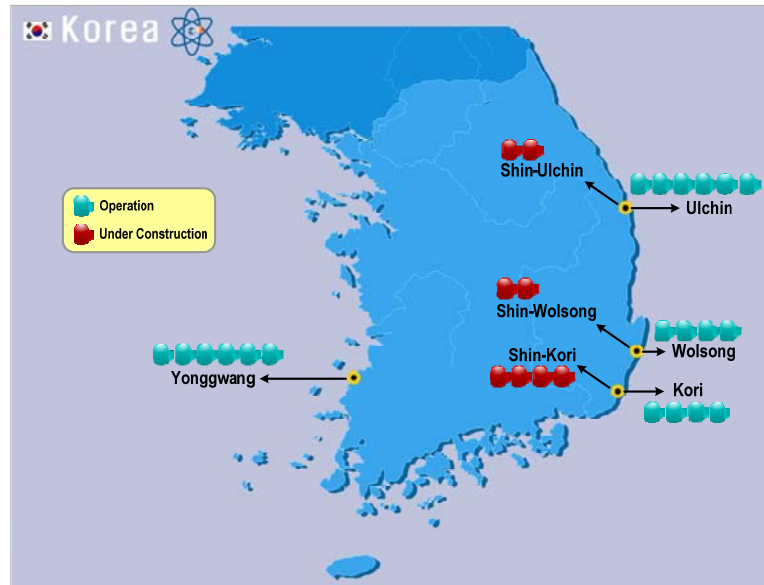 Korea
Shin-Ulchin
Ulchin
Operation
Under Construction
Shin-Wolsong
Wolsong
Shin-Kori
Yonggwang
Kori